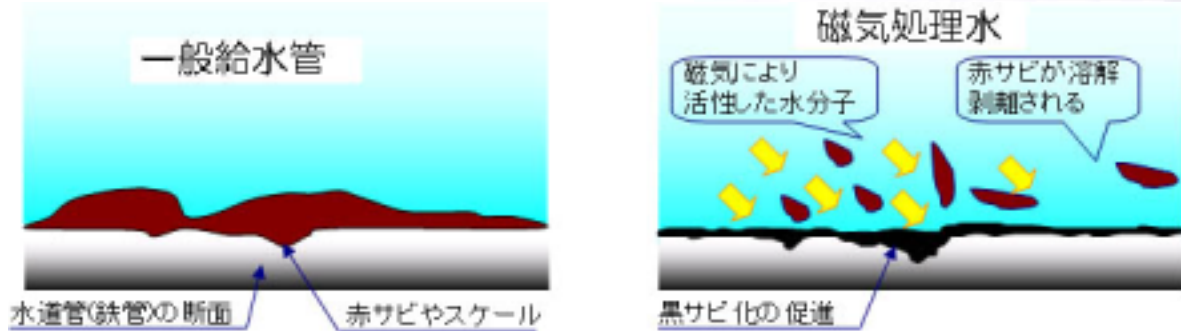 一般給水管
水道管(鉄管)の断面
赤サビやスケール
磁気処理水
磁気により
活性した水分子
赤サビが溶解
剥離される
黒サビ化の促進